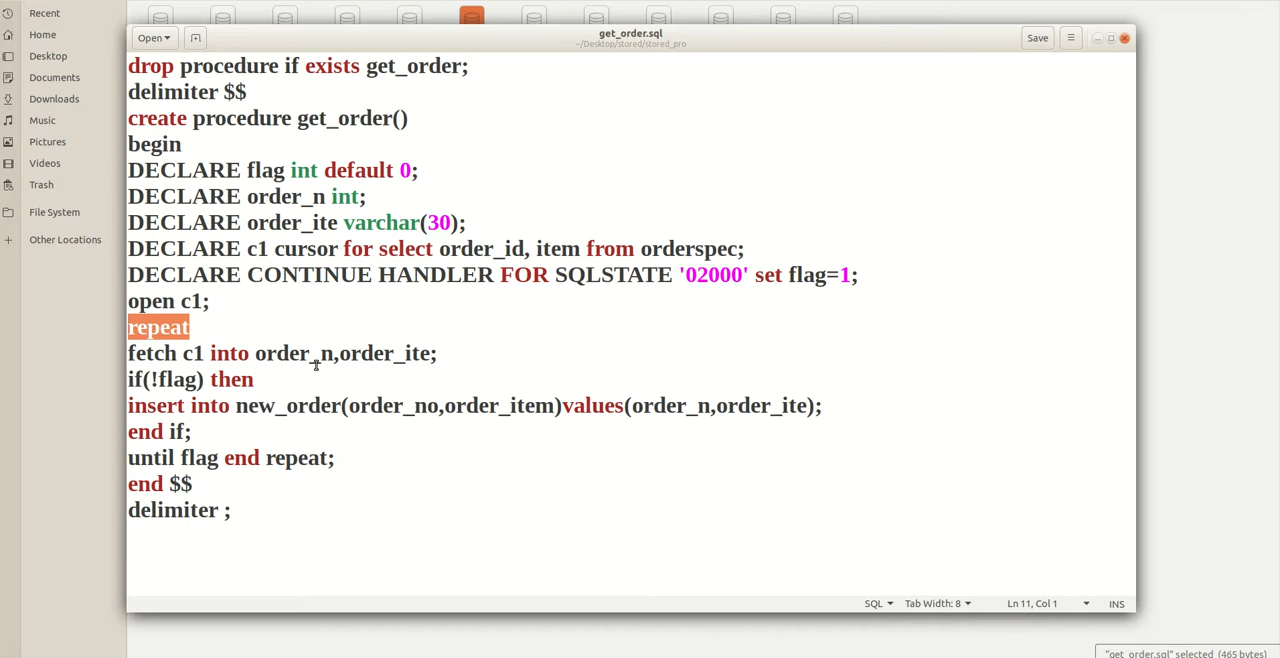 Recent
Home
Desktop
Documents
Downloads
Music
Pictures
Videos
Trash
File System
Other Locations
Open
get_order.sql
~/Desktop/stored/stored_pro
Save
drop procedure if exists get_order;
delimiter $$
create procedure get_order()
begin
DECLARE flag int default 0;
DECLARE order_n int;
DECLARE order_ite varchar(30);
DECLARE c1 cursor for select order_id, item from orderspec;
DECLARE CONTINUE HANDLER FOR SQLSTATE '02000' set flag=1;
open c1;
repeat
fetch c1 into order_n,order_ite;
if(!flag) then
insert into new_order(order_no,order_item)values(order_n,order_ite);
end if;
until flag end repeat;
end $$
delimiter ;
SQL Tab Width: 8 Ln 11, Col 1 INS
"get_order.sql" selected (465 bytes)